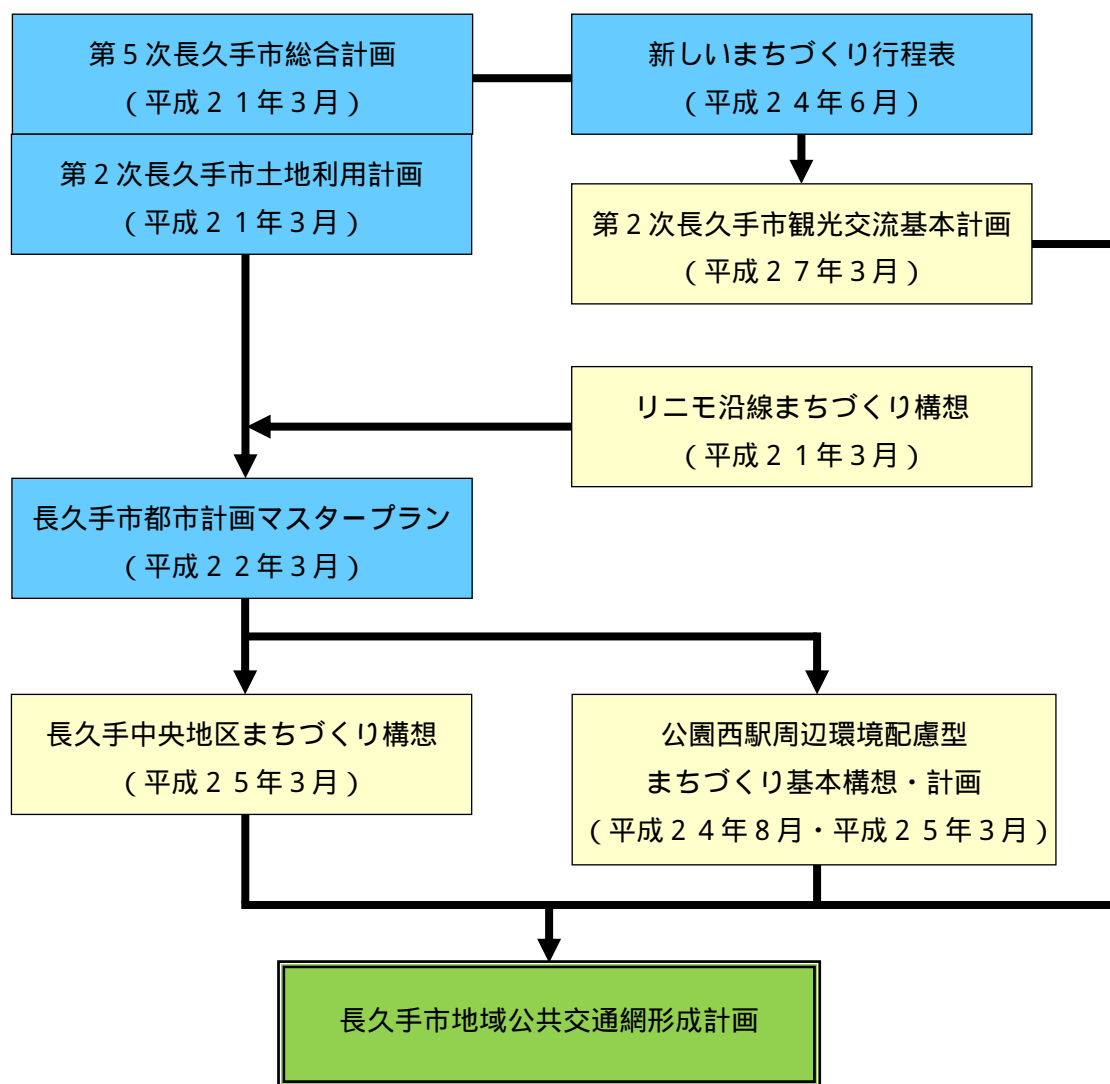 第5次長久手市総合計画
(平成21年3月)
新しいまちづくり行程表
(平成24年6月)
第2次長久手市土地利用計画
(平成21年3月)
第2次長久手市観光交流基本計画
(平成27年3月)
リニモ沿線まちづくり構想
(平成21年3月)
長久手市都市計画マスタープラン
(平成22年3月)
長久手中央地区まちづくり構想
(平成25年3月)
公園西駅周辺環境配慮型
まちづくり基本構想・計画
(平成24年8月・平成25年3月)
長久手市地域公共交通網形成計画